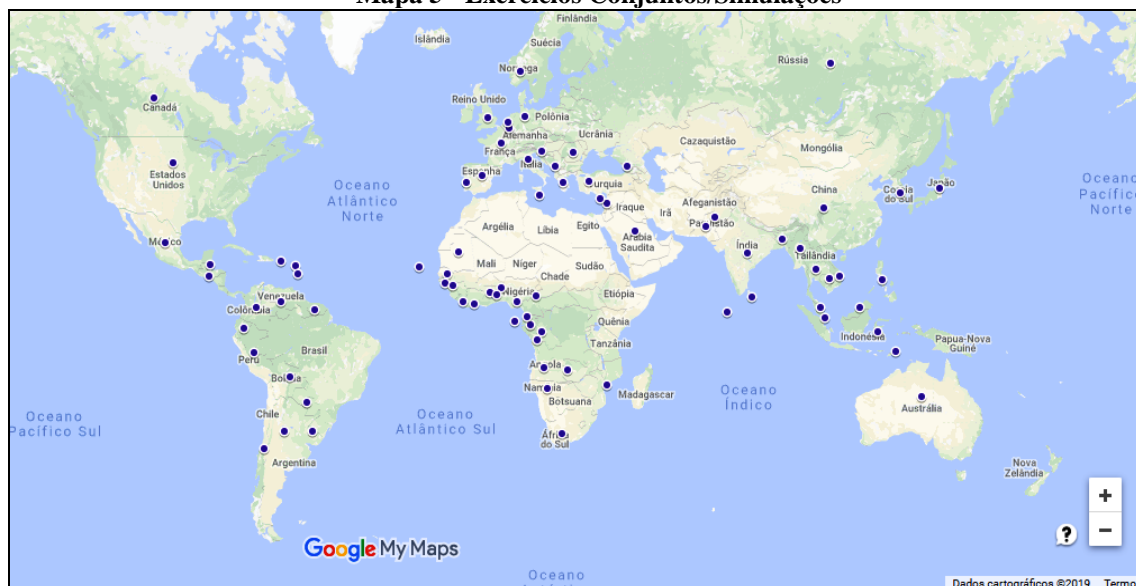 Mapa 5 - Exercícios Conjuntos/Simulações
Finlândia
Islândia
Suécia
Noruega
Rússia
Reino Unido
Polônia
Canadá
Alemanha
Ucrânia
França
Cazaquistão
Mongólia
Estados
Unidos
Oceano
Atlântico
Norte
Espanha
Itália
Turquia
China
Coreia
do Sul
Japão
Oceano
Pacífico
Norte
Afeganistão
Iraque
Irã
Paquistão
Argélia
Líbia
Egito
Arábia
Saudita
México
Índia
Tailândia
Mali
Níger
Chade
Sudão
Venezuela
Nigéria
Etiópia
Colômbia
Quênia
Indonésia
Papua-Nova
Guiné
Brasil
Tanzânia
Peru
Angola
Bolívia
Namíbia
Botsuana
Madagascar
Oceano
Índico
Oceano
Pacífico Sul
Chile
Oceano
Atlântico Sul
Austrália
África
do Sul
Argentina
Nova
Zelândia
+
−
?
Google My Maps
Oceano
Dados cartográficos ©2019
Termo